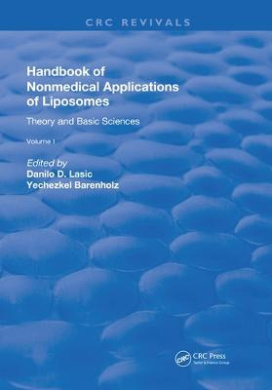 CRC REVIVALS
Handbook of
Nonmedical Applications
of Liposomes
Theory and Basic Sciences
Volume I
Edited by
Danilo D. Lasic
Yechezkel Barenholz
CRC Press
Taylor & Francis Group